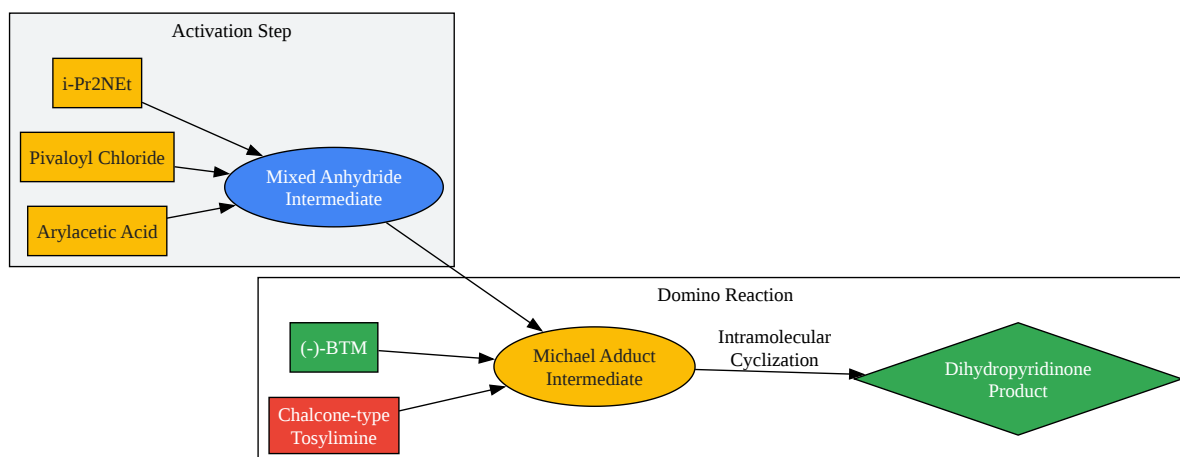 Activation Step
i-Pr2NEt
Pivaloyl Chloride
Arylacetic Acid
Mixed Anhydride
Intermediate
Domino Reaction
(-)-BTM
Chalcone-type
Tosylimine
Michael Adduct
Intermediate
Intramolecular
Cyclization
Dihydropyridinone
Product